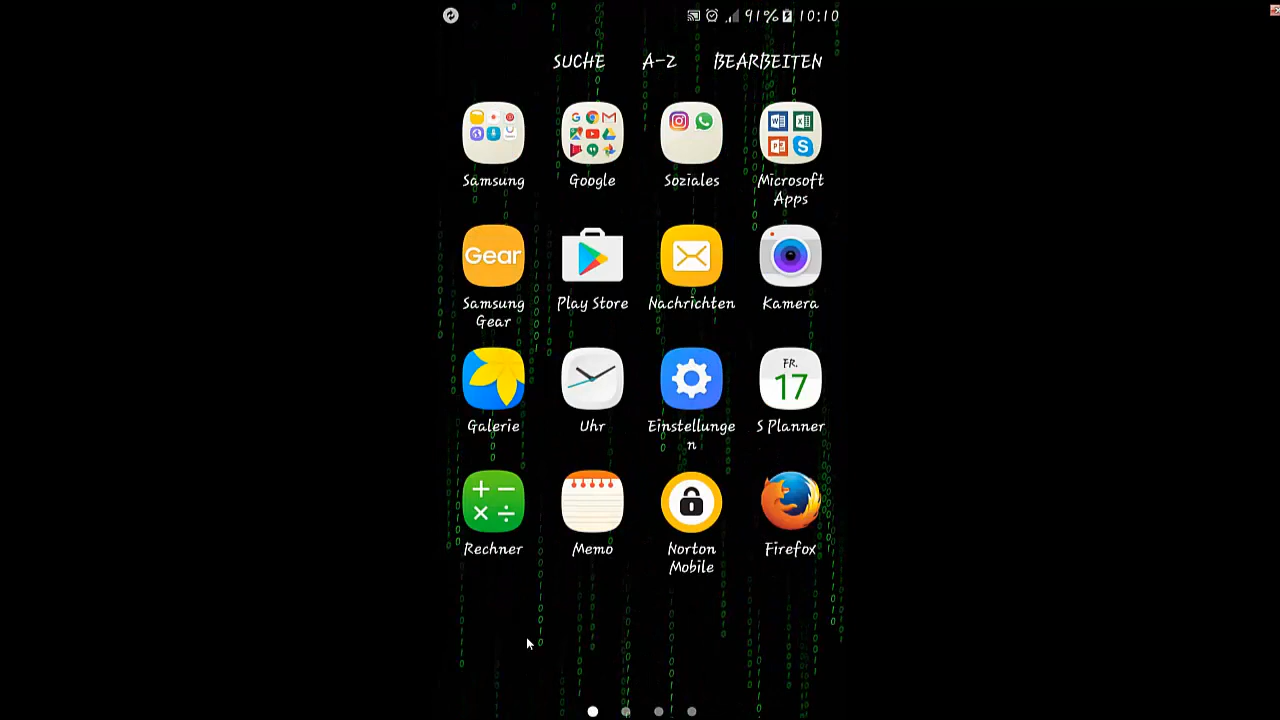 91% 10:10
SUCHE A-Z BEARBEITEN
Samsung Google Soziales Microsoft
Apps
Gear
Samsung Play Store Nachrichten Kamera
Gear
FR.
17
Galerie Uhr Einstellunge S Planner
n
Rechner Memo Norton Firefox
Mobile